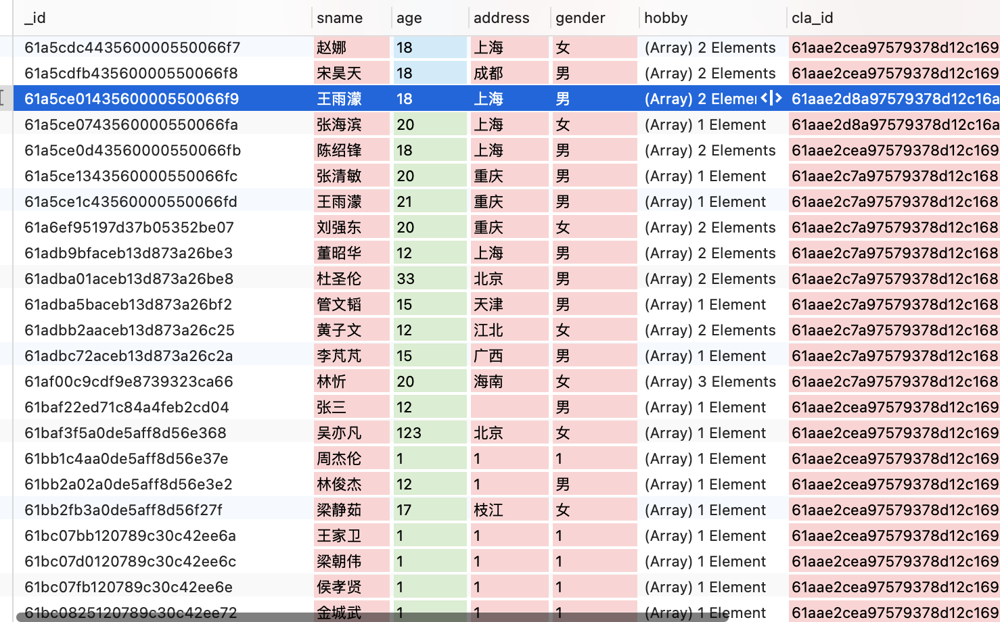 _id sname age address gender hobby cla_id
61a5cdc443560000550066f7 赵娜 18 上海 女 (Array) 2 Elements 61aae2cea97579378d12c169
61a5cdfb43560000550066f8 宋昊天 18 成都 男 (Array) 2 Elements 61aae2cea97579378d12c169
61a5ce0143560000550066f9 王雨濛 18 上海 男 (Array) 2 Elemer 61aae2d8a97579378d12c16a
61a5ce0743560000550066fa 张海滨 20 上海 女 (Array) 1 Element 61aae2d8a97579378d12c16a
61a5ce0d43560000550066fb 陈绍锋 18 上海 男 (Array) 2 Elements 61aae2cea97579378d12c169
61a5ce1343560000550066fc 张清敏 20 重庆 男 (Array) 1 Element 61aae2c7a97579378d12c168
61a5ce1c43560000550066fd 王雨濛 21 重庆 男 (Array) 1 Element 61aae2c7a97579378d12c168
61a6ef95197d37b05352be07 刘强东 20 重庆 女 (Array) 2 Elements 61aae2c7a97579378d12c168
61adb9bfaceb13d873a26be3 董昭华 12 上海 男 (Array) 2 Elements 61aae2c7a97579378d12c168
61adba01aceb13d873a26be8 杜圣伦 33 北京 男 (Array) 2 Elements 61aae2c7a97579378d12c168
61adba5baceb13d873a26bf2 管文韬 15 天津 男 (Array) 1 Element 61aae2c7a97579378d12c168
61adbb2aaceb13d873a26c25 黄子文 12 江北 女 (Array) 2 Elements 61aae2c7a97579378d12c168
61adbc72aceb13d873a26c2a 李芃芃 15 广西 男 (Array) 1 Element 61aae2c7a97579378d12c168
61af00c9cdf9e8739323ca66 林忻 20 海南 女 (Array) 3 Elements 61aae2c7a97579378d12c168
61baf22ed71c84a4feb2cd04 张三 12 男 (Array) 1 Element 61aae2cea97579378d12c169
61baf3f5a0de5aff8d56e368 吴亦凡 123 北京 女 (Array) 1 Element 61aae2cea97579378d12c169
61bb1c4aa0de5aff8d56e37e 周杰伦 1 1 1 (Array) 1 Element 61aae2cea97579378d12c169
61bb2a02a0de5aff8d56e3e2 林俊杰 12 1 男 (Array) 1 Element 61aae2cea97579378d12c169
61bb2fb3a0de5aff8d56f27f 梁静茹 17 枝江 女 (Array) 1 Element 61aae2cea97579378d12c169
61bc07bb120789c30c42ee6a 王家卫 1 1 1 (Array) 1 Element 61aae2cea97579378d12c169
61bc07d0120789c30c42ee6c 梁朝伟 1 1 1 (Array) 1 Element 61aae2cea97579378d12c169
61bc07fb120789c30c42ee6e 侯孝贤 1 1 1 (Array) 1 Element 61aae2cea97579378d12c169
61bc0825120789c30c42ee72 金城武 1 1 1 (Array) 1 Element 61aae2cea97579378d12c169